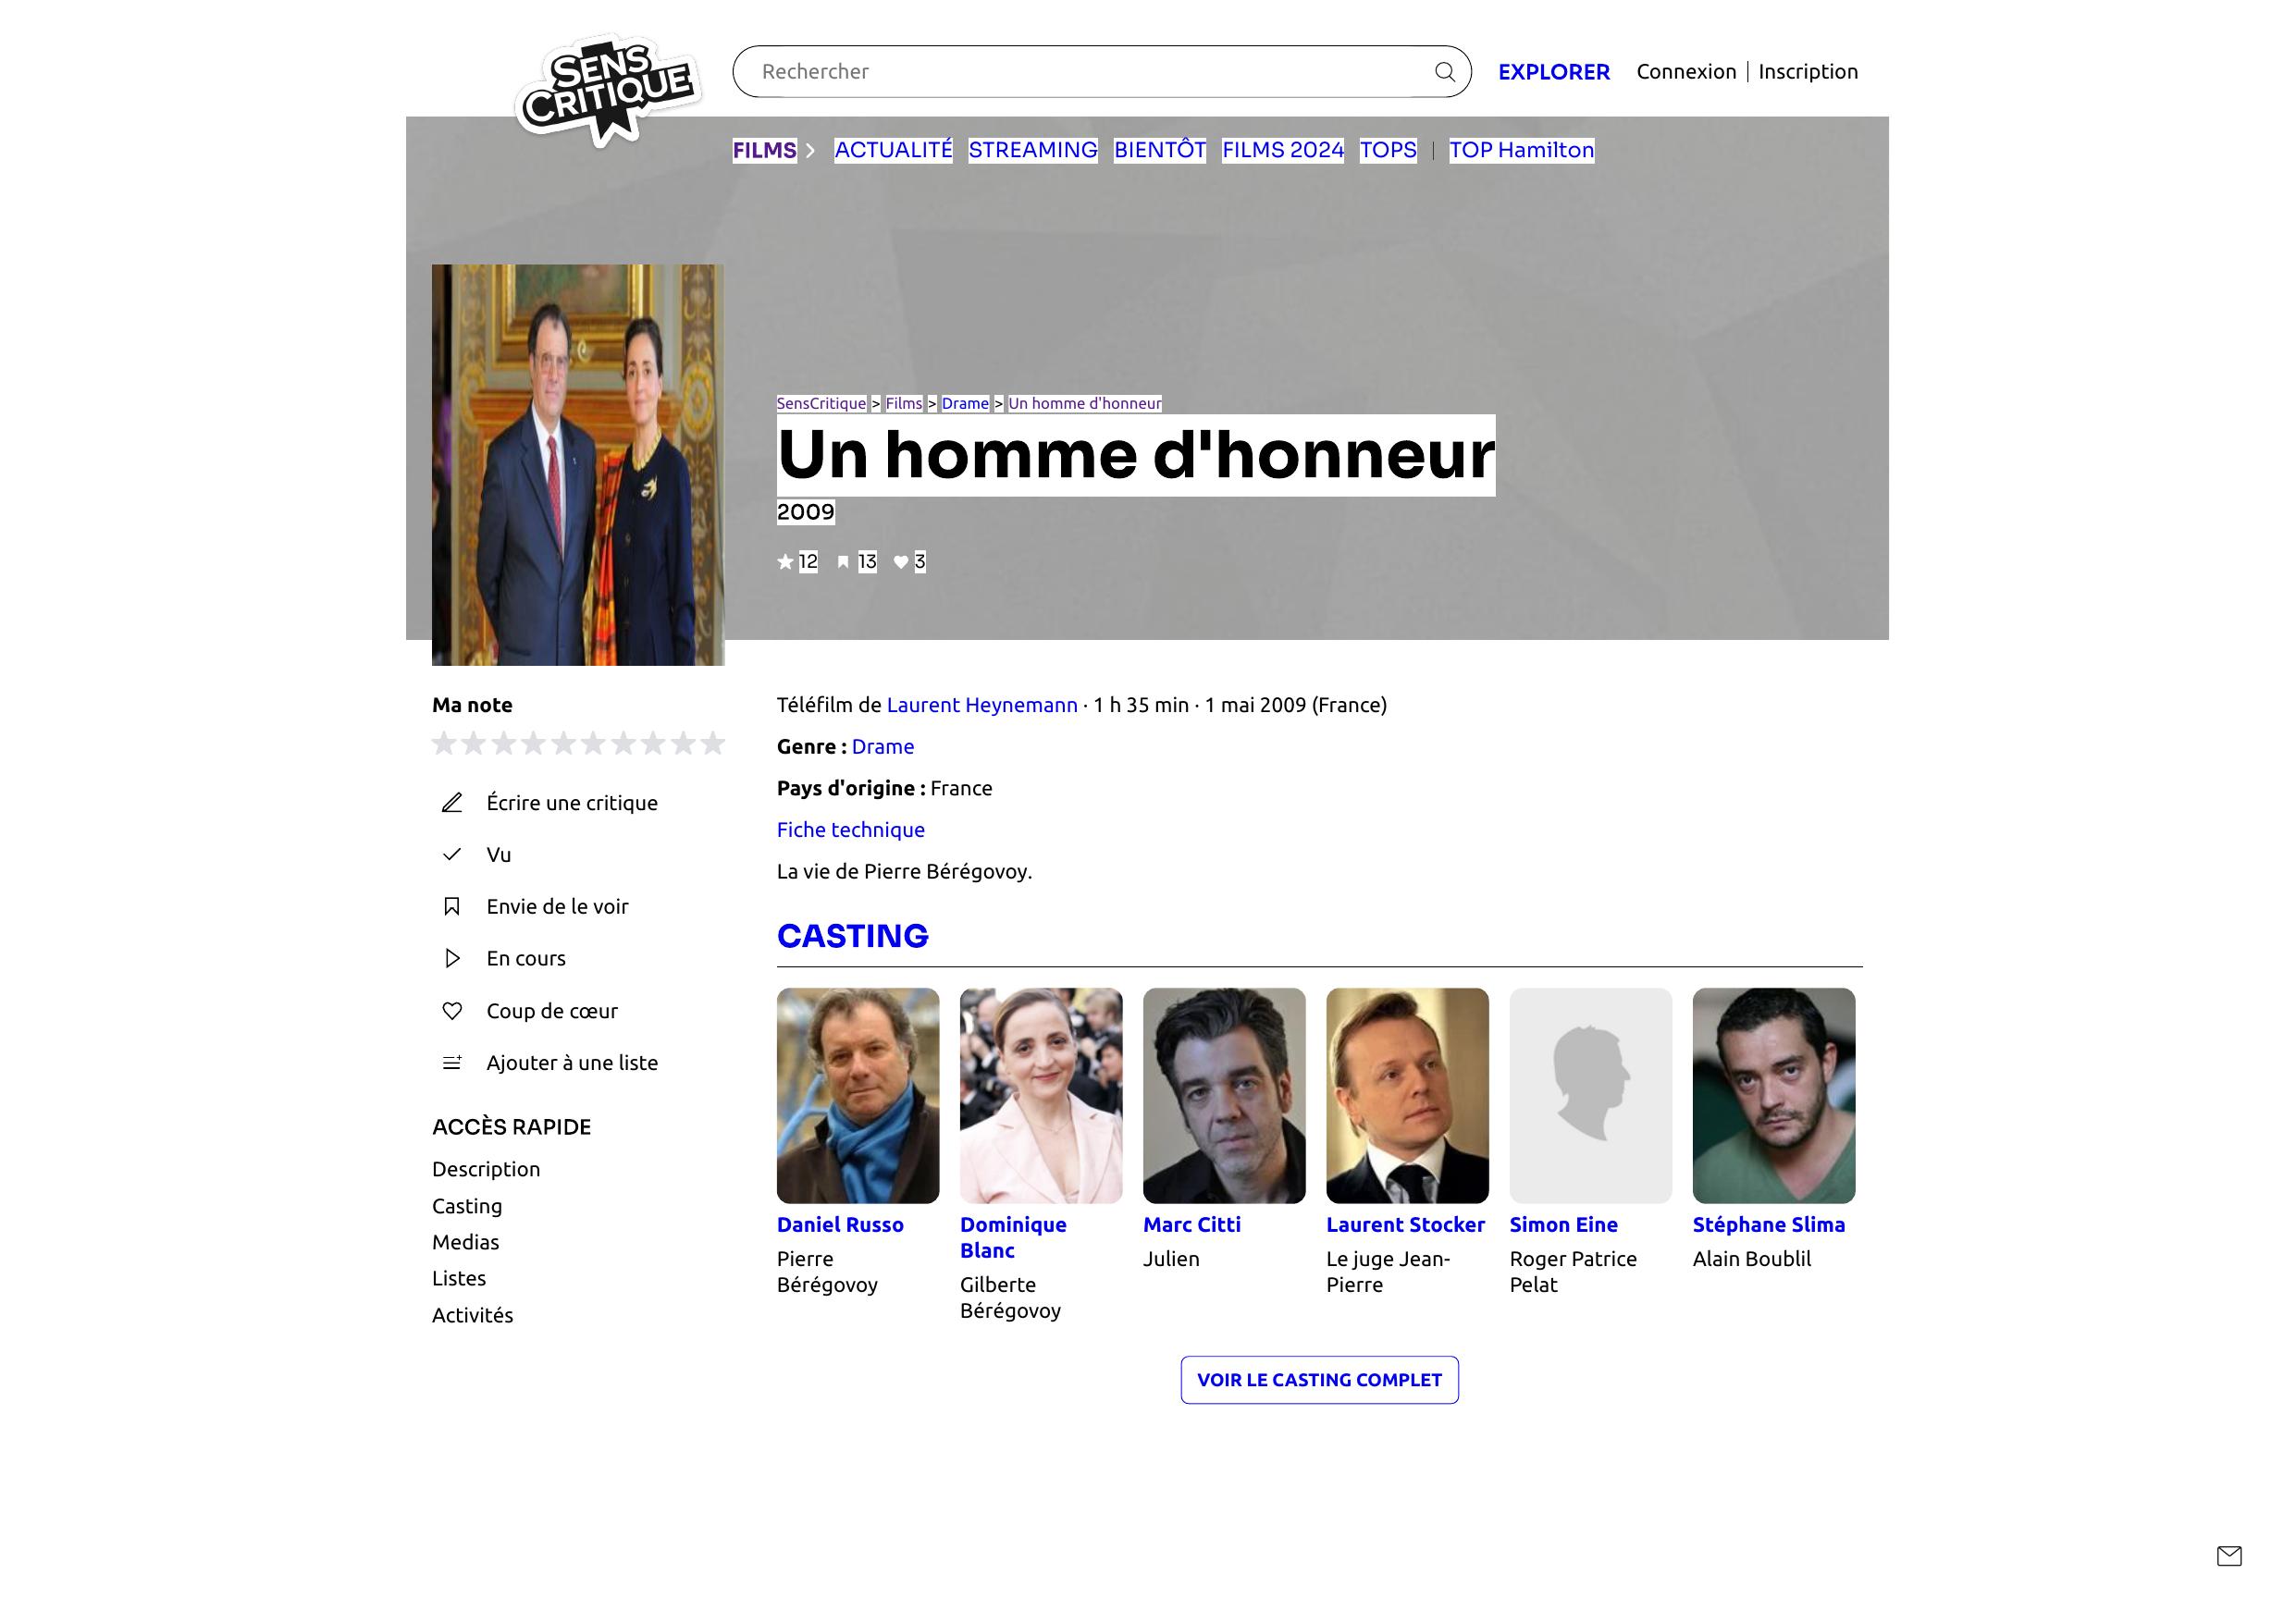 SENS
CRITIQUE
Rechercher
EXPLORER
Connexion
Inscription
FILMS
ACTUALITÉ
STREAMING
BIENTÔT
FILMS 2024
TOPS
TOP Hamilton
SensCritique > Films > Drame > Un homme d'honneur
Un homme d'honneur
2009
12 13 3
Ma note
Écrire une critique
Vu
Envie de le voir
En cours
Coup de cœur
Ajouter à une liste
ACCÈS RAPIDE
Description
Casting
Medias
Listes
Activités
Téléfilm de Laurent Heynemann · 1 h 35 min · 1 mai 2009 (France)
Genre : Drame
Pays d'origine : France
Fiche technique
La vie de Pierre Bérégovoy.
CASTING
Daniel Russo
Pierre
Bérégovoy
Dominique
Blanc
Gilberte
Bérégovoy
Marc Citti
Julien
Laurent Stocker
Le juge Jean-
Pierre
Simon Eine
Roger Patrice
Pelat
Stéphane Slima
Alain Boublil
VOIR LE CASTING COMPLET